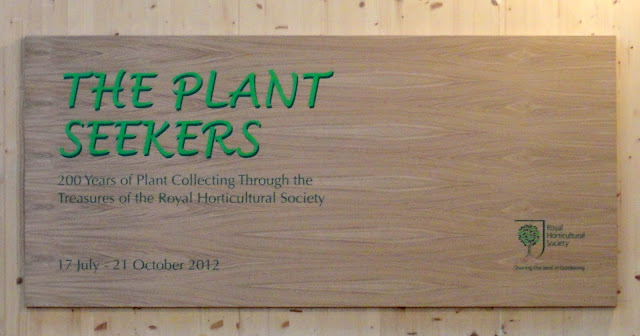 THE PLANT
SEEKERS
200 Years of Plant Collecting Through the
Treasures of the Royal Horticultural Society
17 July - 21 October 2012
Royal
Horticultural
Society
Sharing the best in Gardening